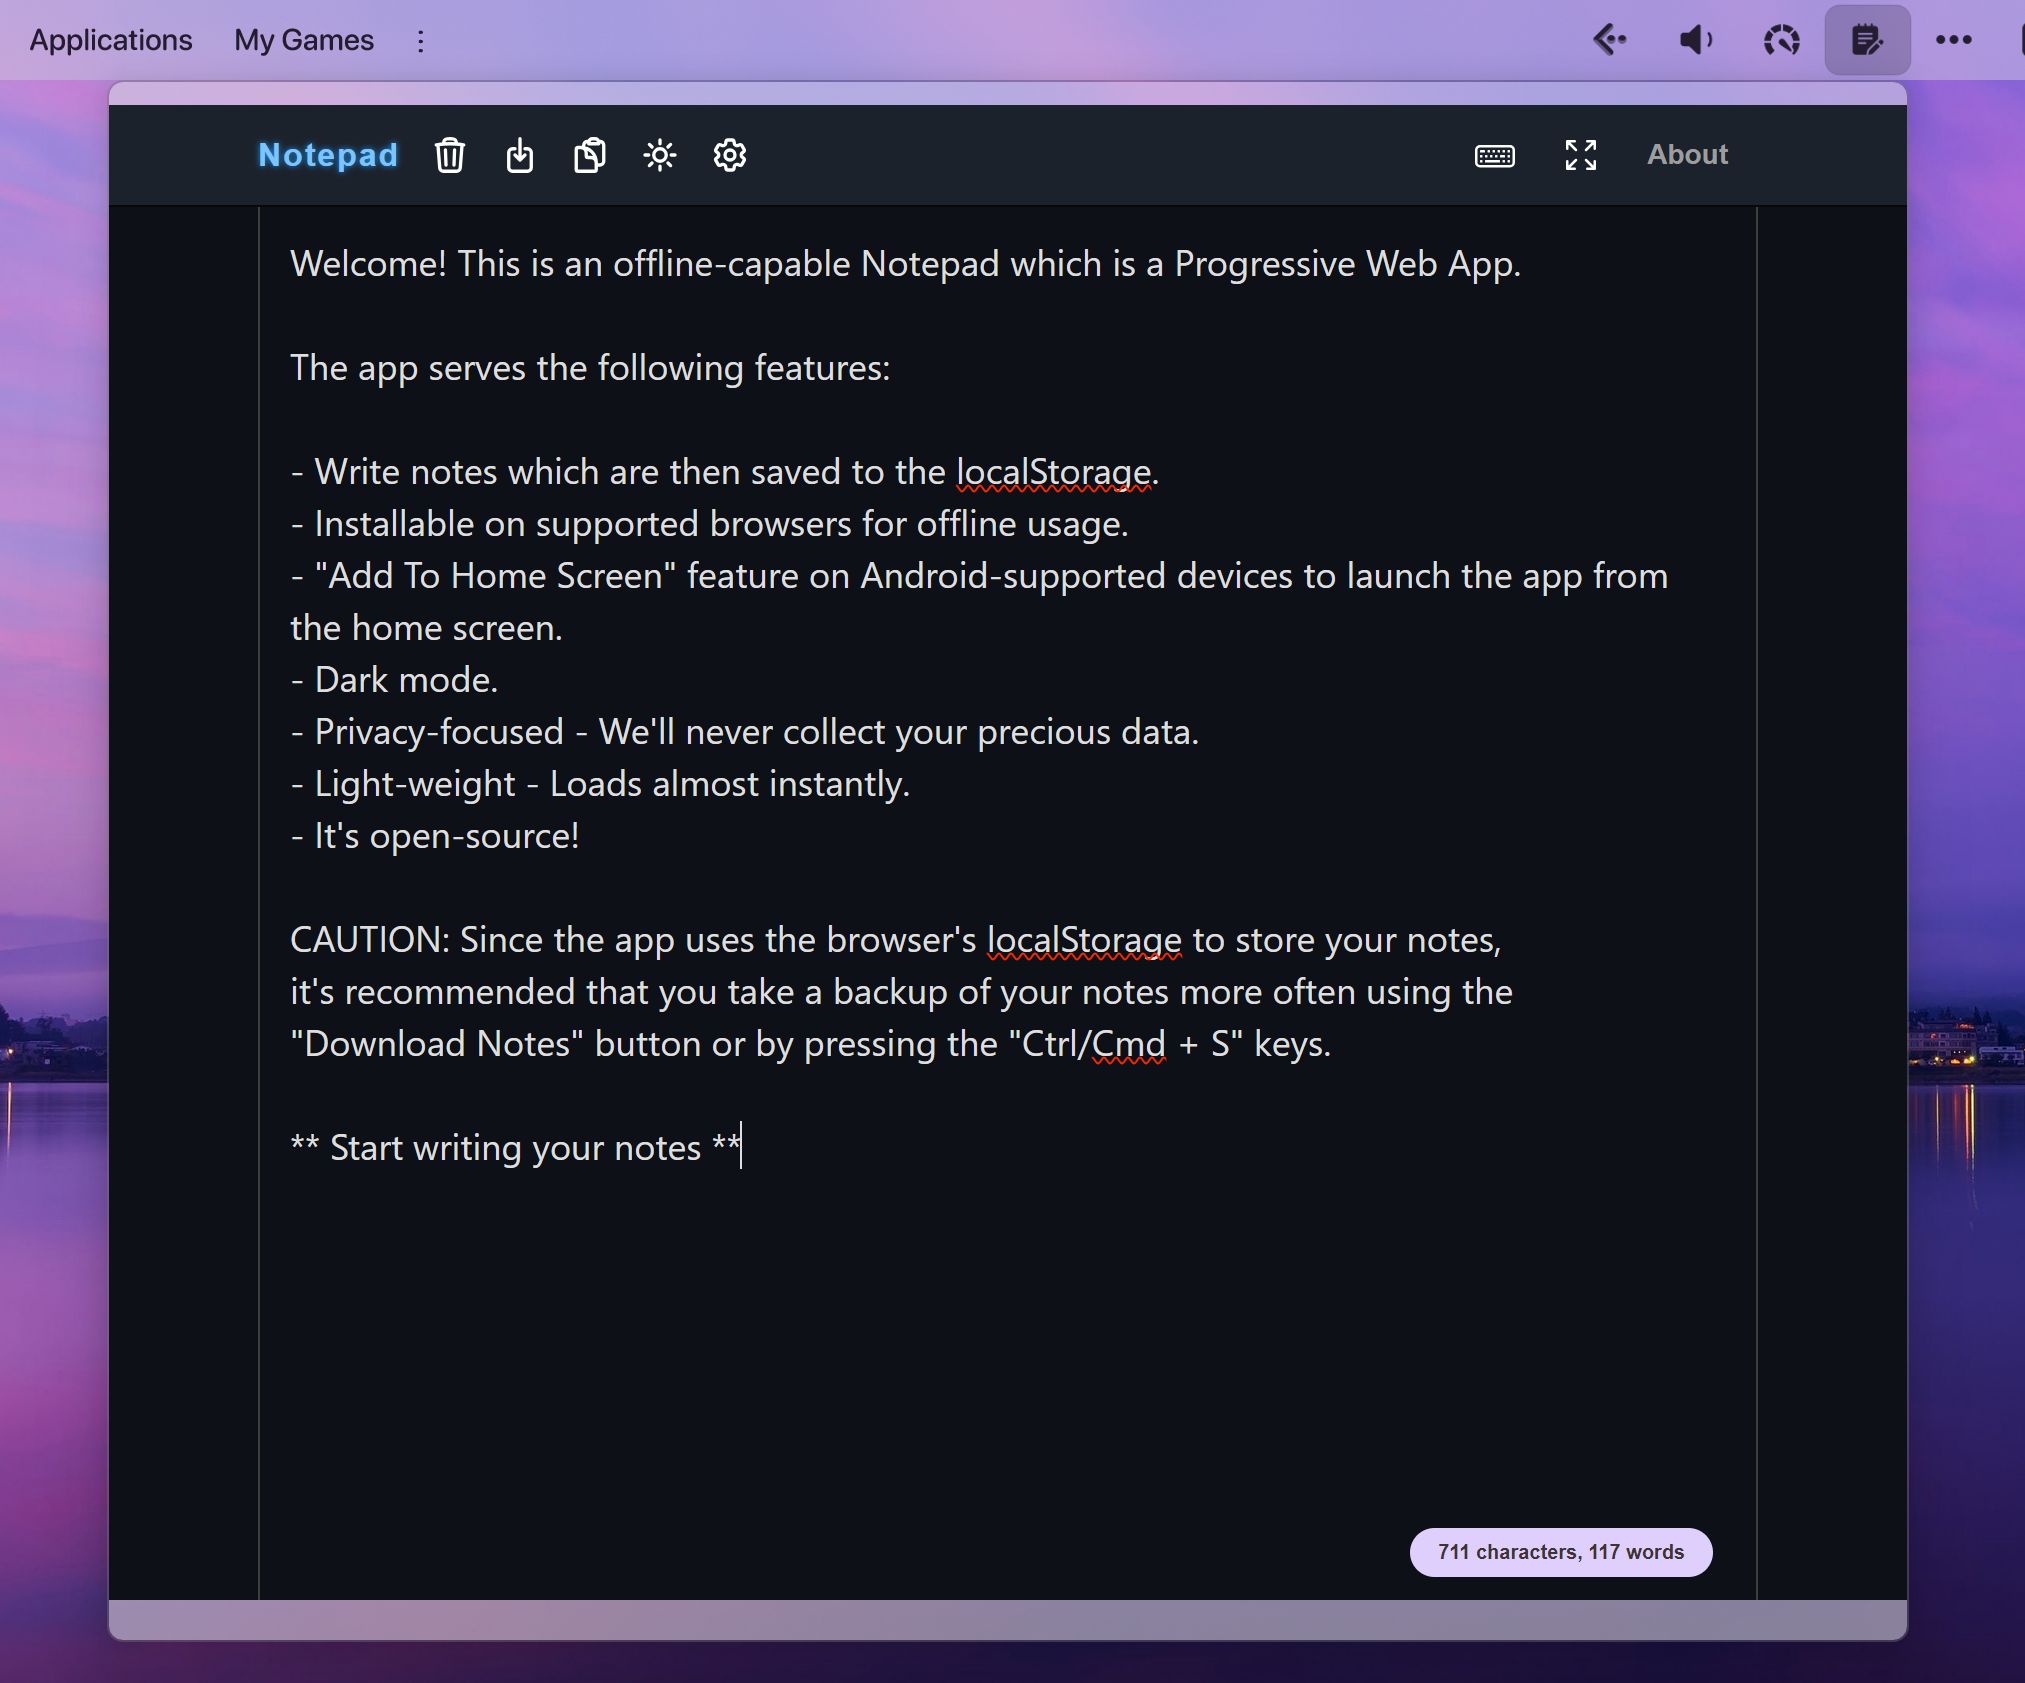 Applications My Games
Notepad About
Welcome! This is an offline-capable Notepad which is a Progressive Web App.
The app serves the following features:
- Write notes which are then saved to the localStorage.
- Installable on supported browsers for offline usage.
- "Add To Home Screen" feature on Android-supported devices to launch the app from
the home screen.
- Dark mode.
- Privacy-focused - We'll never collect your precious data.
- Light-weight - Loads almost instantly.
- It's open-source!
CAUTION: Since the app uses the browser's localStorage to store your notes,
it's recommended that you take a backup of your notes more often using the
"Download Notes" button or by pressing the "Ctrl/Cmd + S" keys.
** Start writing your notes **
711 characters, 117 words